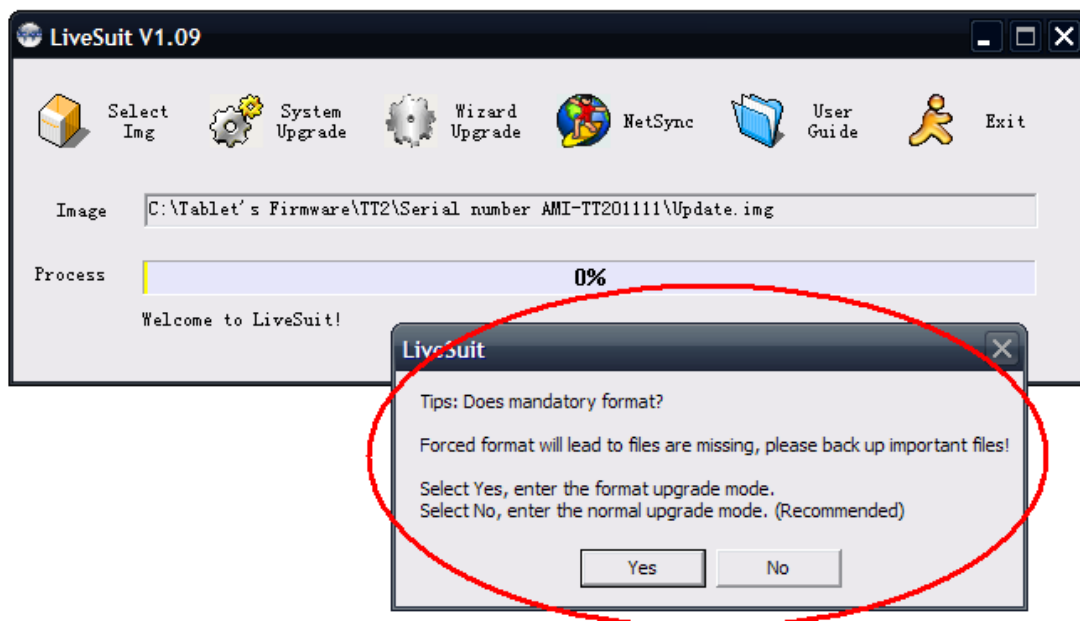 LiveSuit V1.09
Select Img
System Upgrade
Wizard Upgrade
NetSync
User Guide
Exit
Image
C:\Tablet's Firmware\TT2\Serial number AMI-TT201111\Update.img
Process
0%
Welcome to LiveSuit!
LiveSuit
Tips: Does mandatory format?
Forced format will lead to files are missing, please back up important files!
Select Yes, enter the format upgrade mode.
Select No, enter the normal upgrade mode. (Recommended)
Yes
No